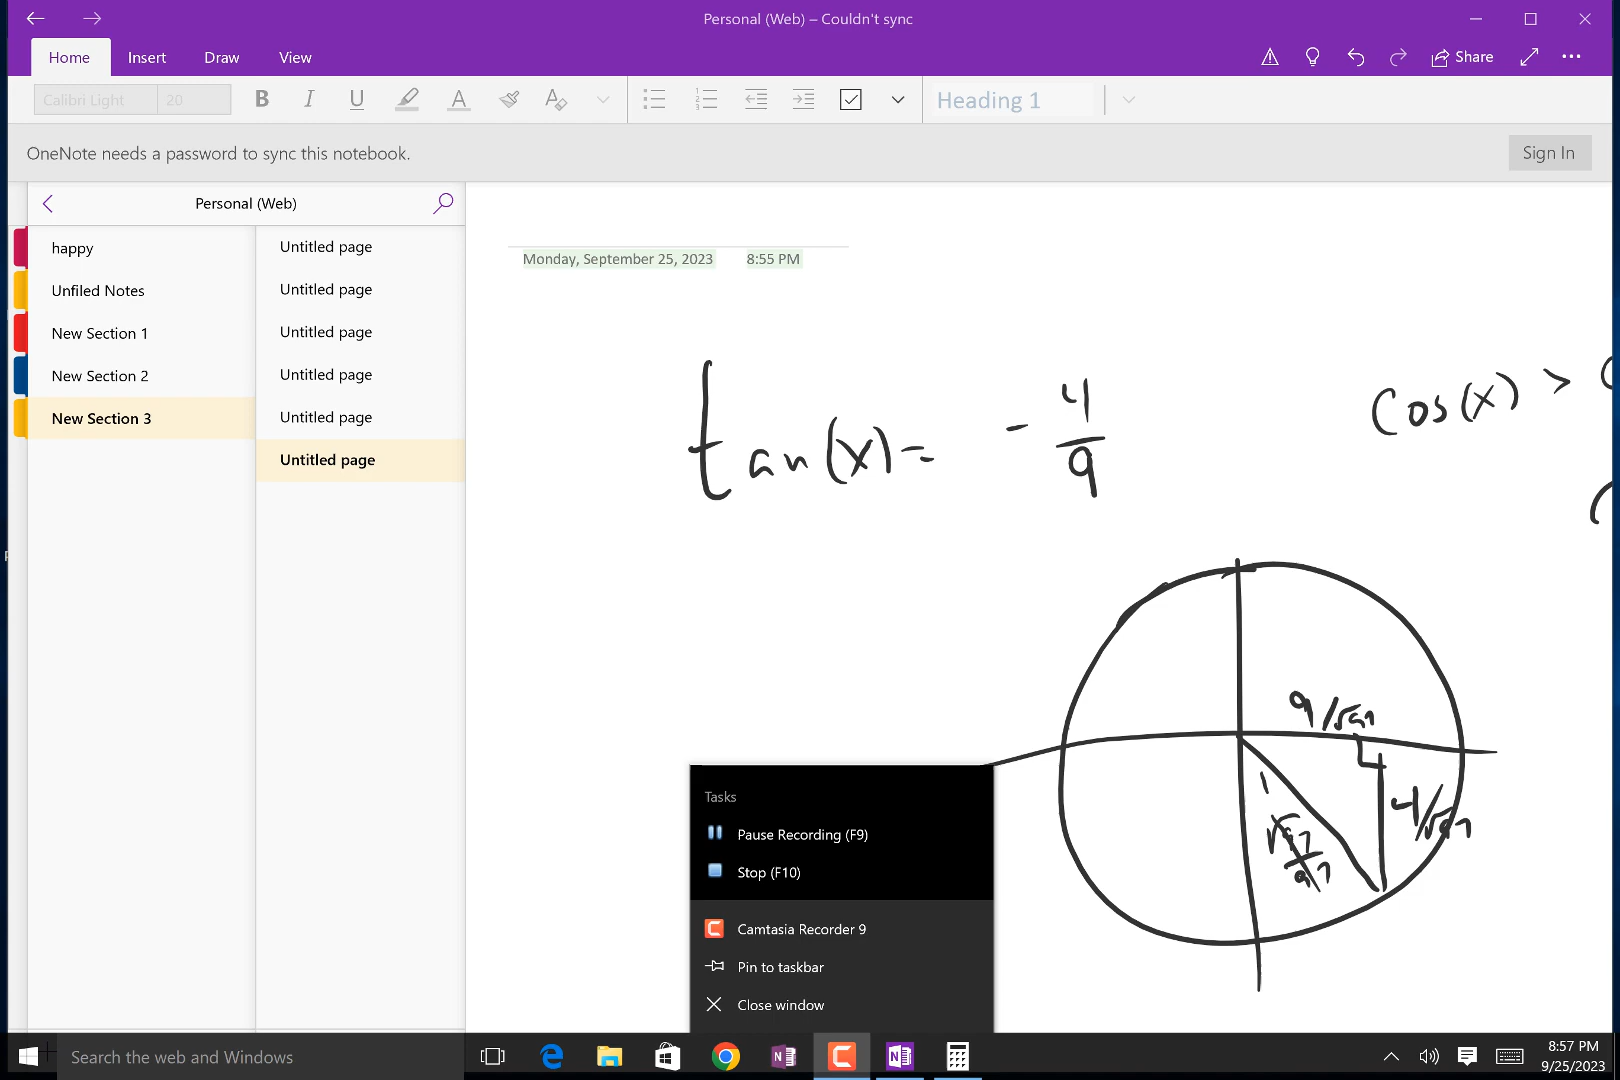 Personal (Web) – Couldn't sync
Home Insert Draw View Share
Calibri Light 20 B I U A Heading 1
OneNote needs a password to sync this notebook. Sign In
Personal (Web)
happy
Unfiled Notes
New Section 1
New Section 2
New Section 3
Untitled page
Untitled page
Untitled page
Untitled page
Untitled page
Untitled page
Monday, September 25, 2023 8:55 PM
tan(x) = - 4/9
Cos(x) >
9/√97
1
4/√97
√97/97
Tasks
Pause Recording (F9)
Stop (F10)
Camtasia Recorder 9
Pin to taskbar
Close window
Search the web and Windows
8:57 PM
9/25/2023